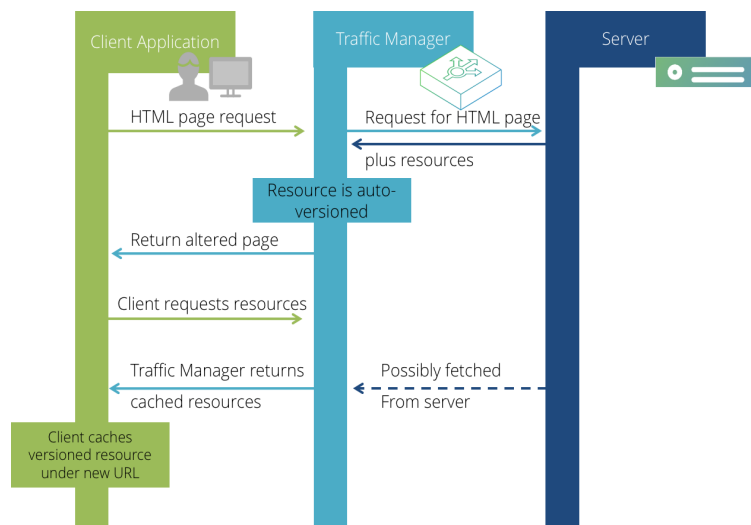 Client Application
Traffic Manager
Server
HTML page request
Request for HTML page
plus resources
Resource is auto-
versioned
Return altered page
Client requests resources
Traffic Manager returns
cached resources
Possibly fetched
From server
Client caches
versioned resource
under new URL